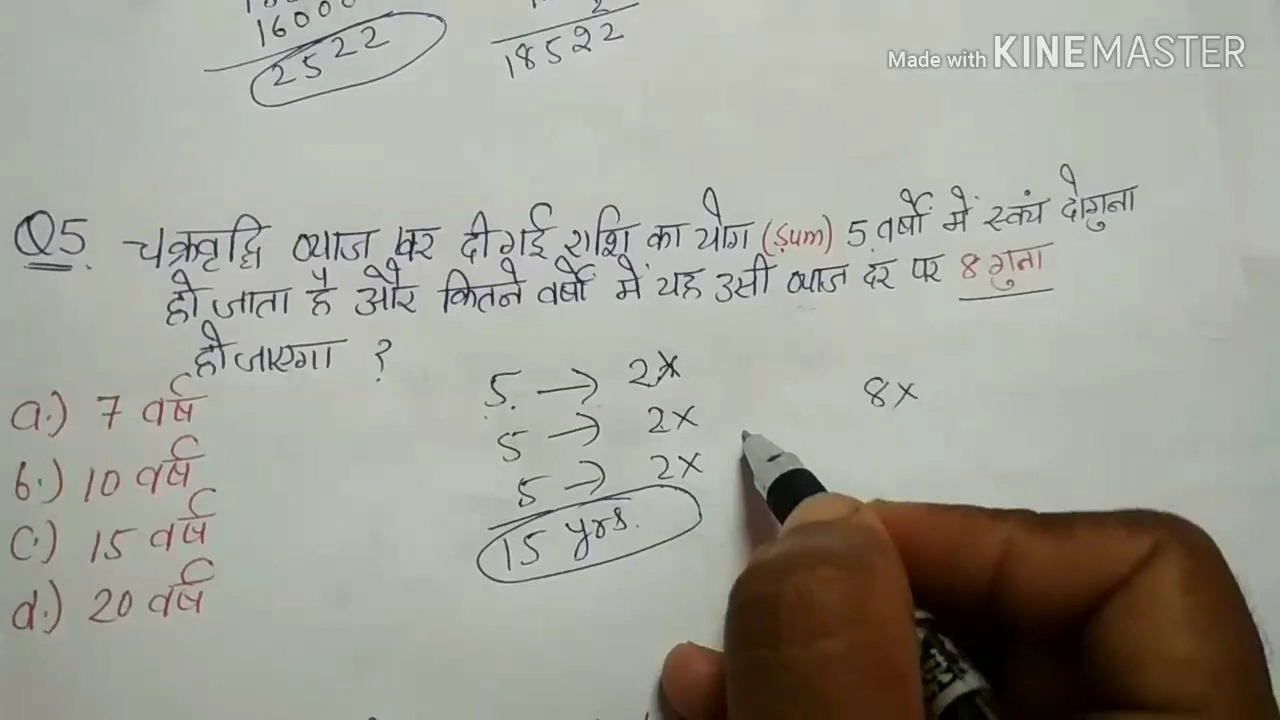 16000
2522
2
18522
Made with KINEMASTER
Q5. चक्रवृद्धि ब्याज पर दी गई राशि का योग (Sum) 5 वर्षों में स्वयं दोगुना
हो जाता है और कितने वर्षों में यह उसी ब्याज दर पर 8 गुना
हो जाएगा ?
a.) 7 वर्ष
b.) 10 वर्ष
c.) 15 वर्ष
d.) 20 वर्ष
5. → 2x
8x
5 → 2x
5 → 2x
15 yrs.